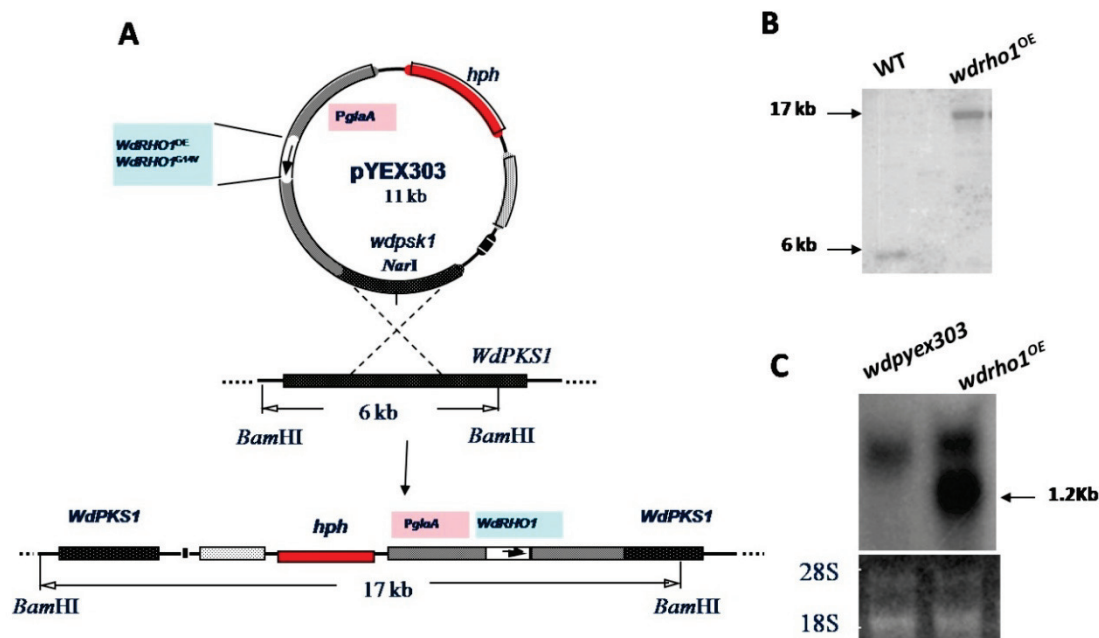 A
hph
PglaA
WdRHO1OE
WdRHO1G14V
pYEX303
11 kb
wdpsk1
NarI
WdPKS1
6 kb
BamHI
BamHI
WdPKS1
hph
PglaA
WdRHO1
WdPKS1
17 kb
BamHI
BamHI
B
WT
wdrho1OE
17 kb
6 kb
C
wdpyex303
wdrho1OE
1.2Kb
28S
18S